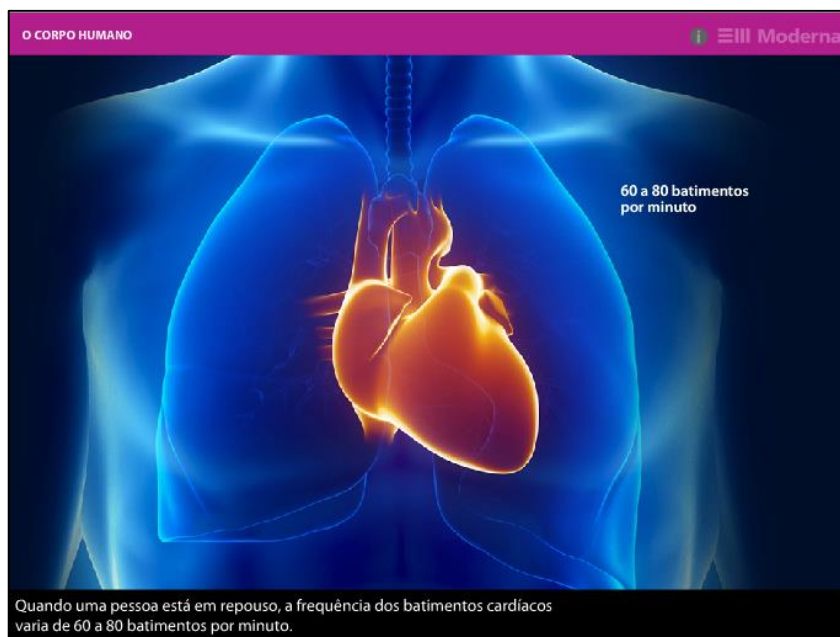 O CORPO HUMANO
i Moderna
60 a 80 batimentos
por minuto
Quando uma pessoa está em repouso, a frequência dos batimentos cardíacos
varia de 60 a 80 batimentos por minuto.